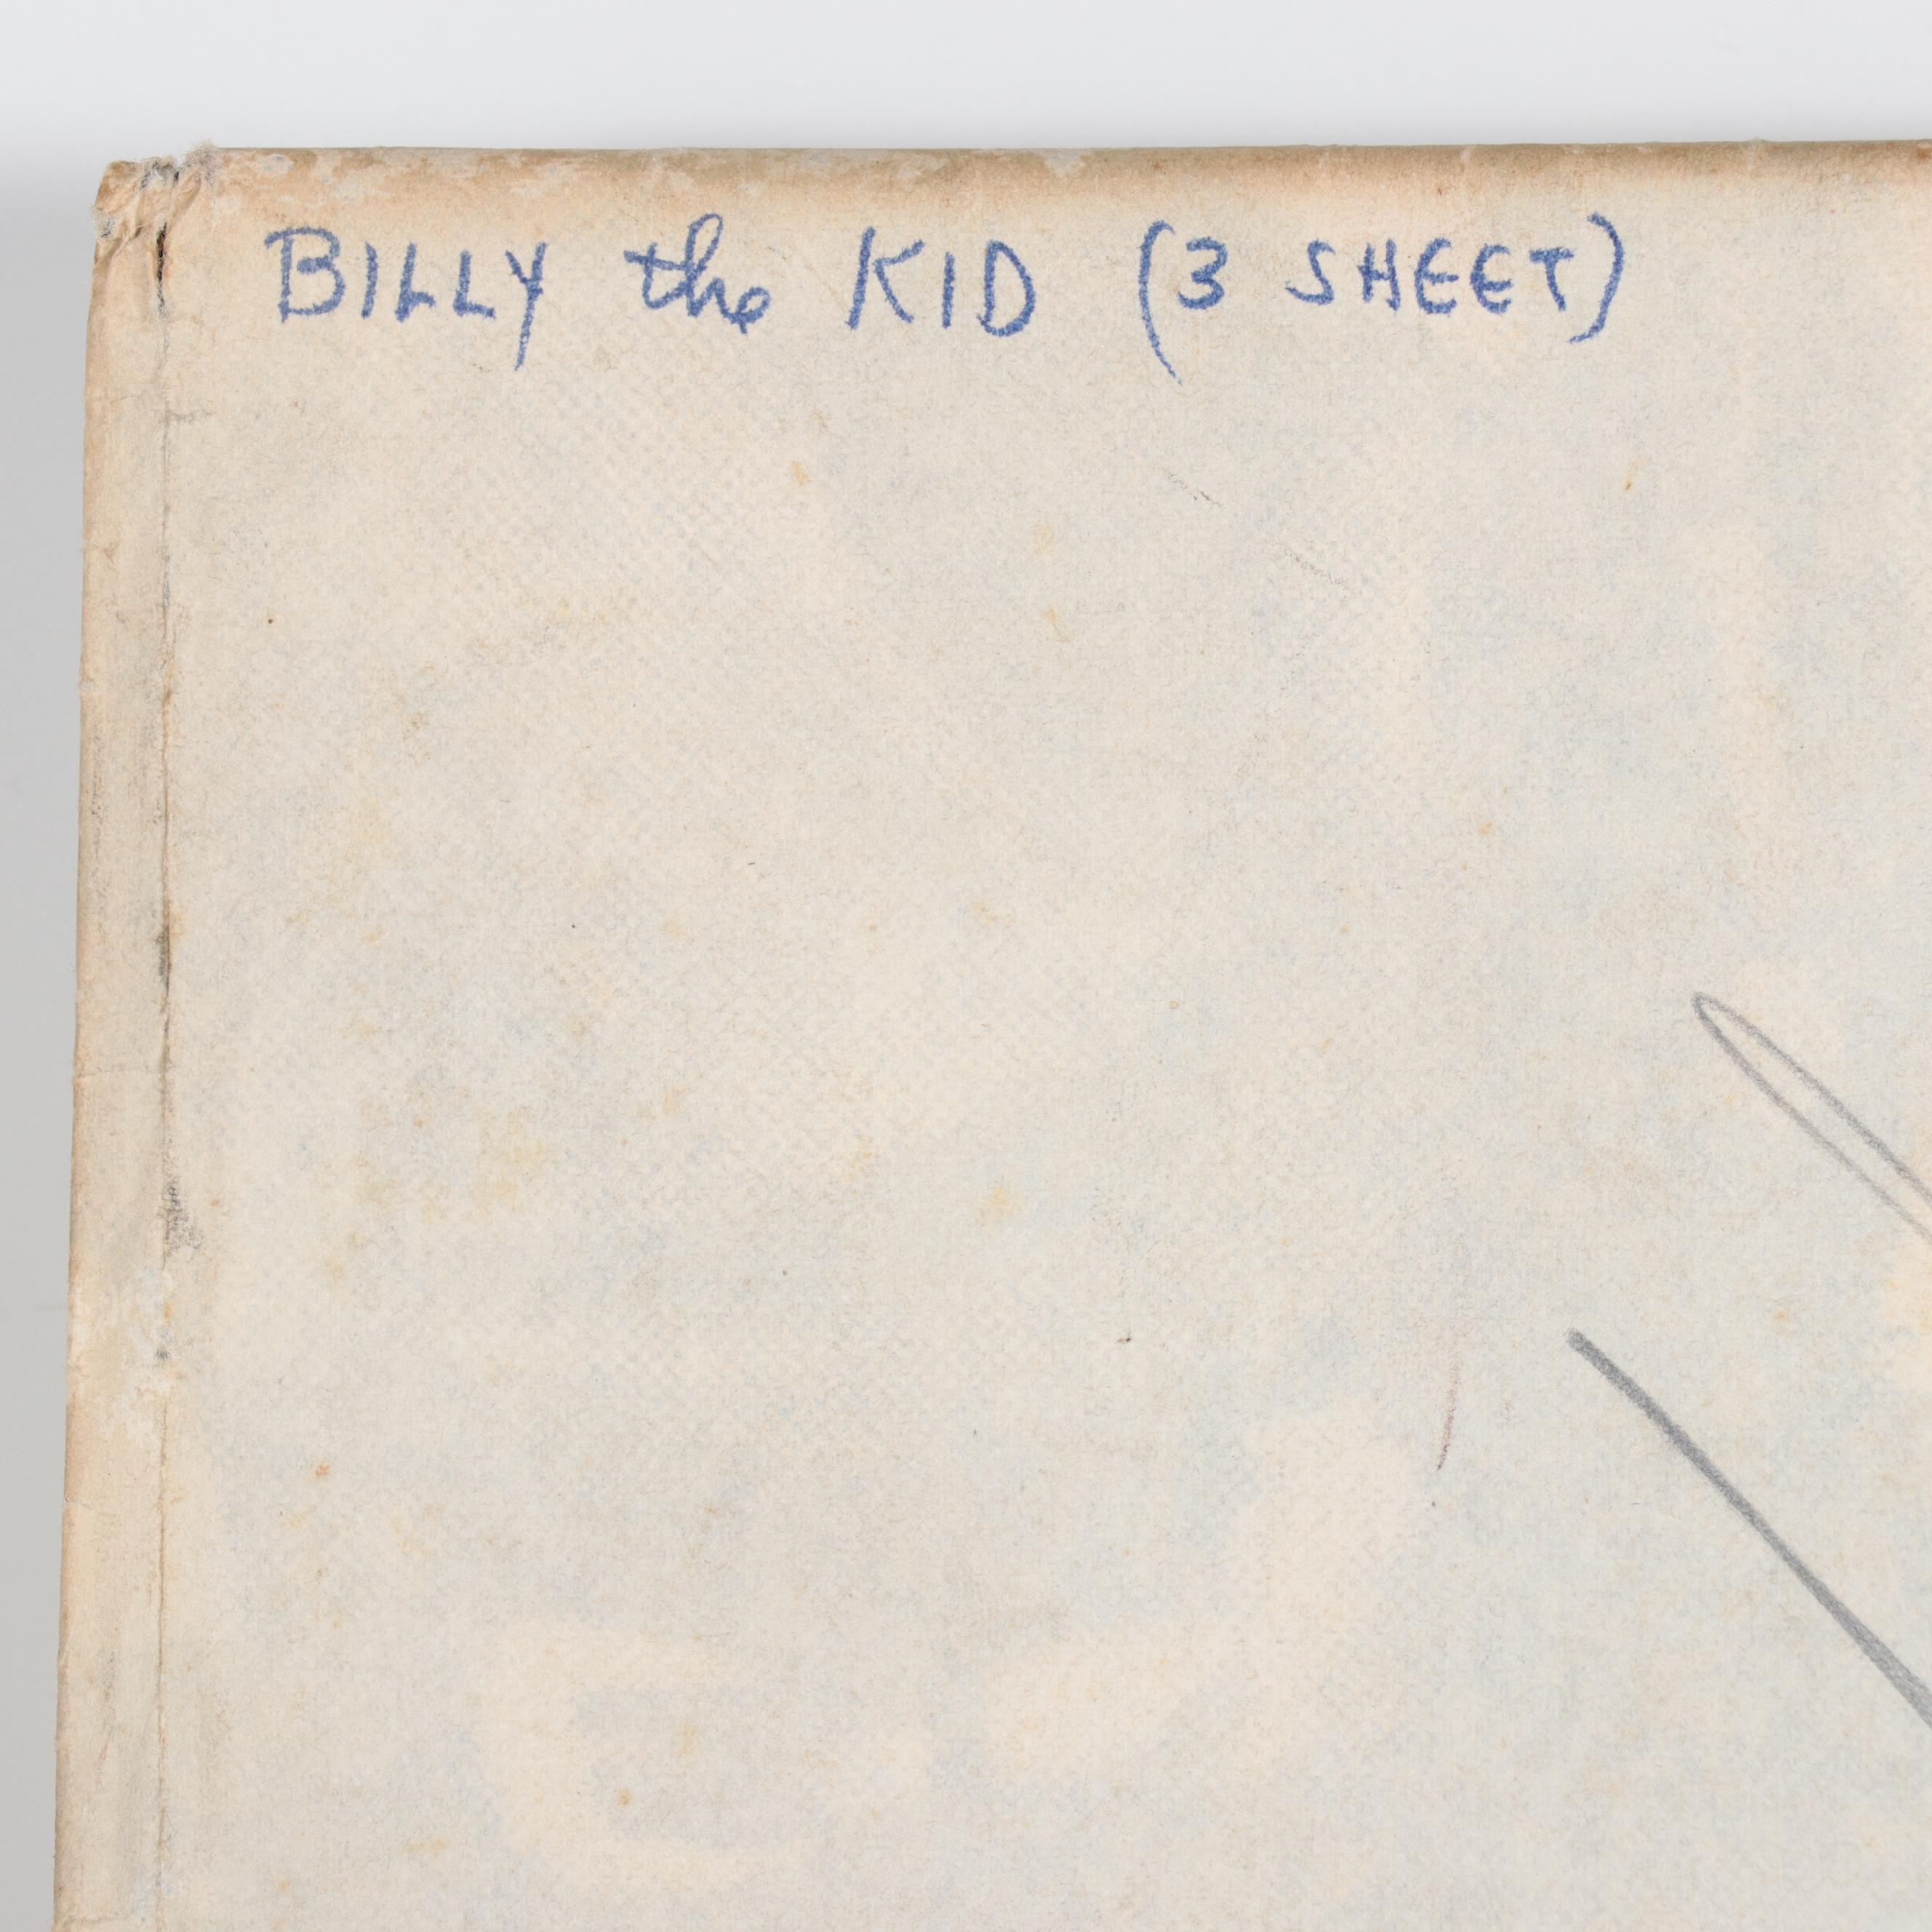 BILLY the KID (3 SHEET)